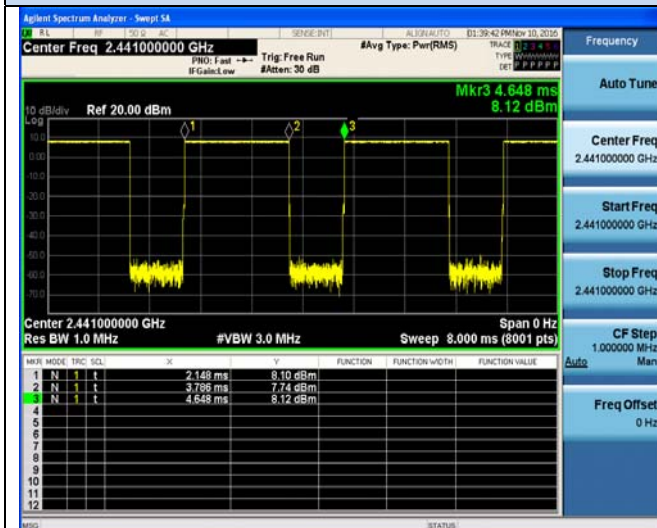 Agilent Spectrum Analyzer - Swept SA
RL RF 50 Ω AC SENSE:INT ALIGNAUTO 01:39:42 PM Nov 10, 2016
Center Freq 2.441000000 GHz #Avg Type: Pwr(RMS) TRACE 1 2 3 4 5 6
PNO: Fast Trig: Free Run TYPE
IFGain:Low #Atten: 30 dB DET P P P P P P
Frequency
Mkr3 4.648 ms
8.12 dBm
10 dB/div Ref 20.00 dBm
Log
10.0
0.00
-10.0
-20.0
-30.0
-40.0
-50.0
-60.0
-70.0
1
2
3
Center 2.441000000 GHz Span 0 Hz
Res BW 1.0 MHz #VBW 3.0 MHz Sweep 8.000 ms (8001 pts)
MKR MODE TRC SCL X Y FUNCTION FUNCTION WIDTH FUNCTION VALUE
1 N 1 t 2.148 ms 8.10 dBm
2 N 1 t 3.786 ms 7.74 dBm
3 N 1 t 4.648 ms 8.12 dBm
4
5
6
7
8
9
10
11
12
MSG STATUS
Auto Tune
Center Freq
2.441000000 GHz
Start Freq
2.441000000 GHz
Stop Freq
2.441000000 GHz
CF Step
1.000000 MHz
Auto Man
Freq Offset
0 Hz